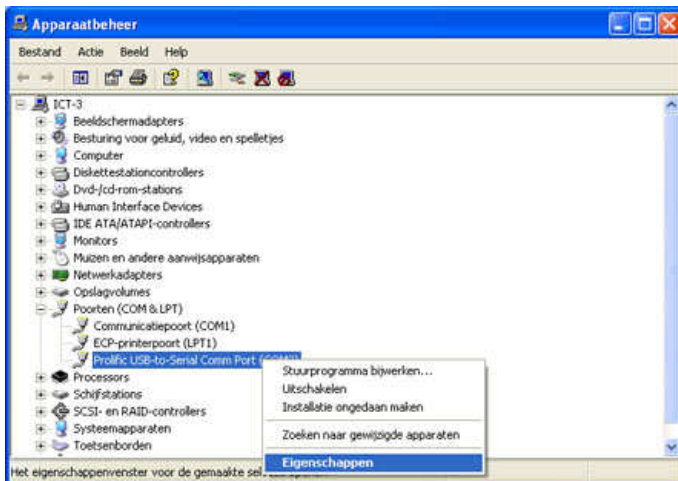 Apparaatbeheer
Bestand Actie Beeld Help
ICT-3
Beeldschermadapters
Besturing voor geluid, video en spelletjes
Computer
Diskettestationcontrollers
Dvd-/cd-rom-stations
Human Interface Devices
IDE ATA/ATAPI-controllers
Monitors
Muizen en andere aanwijsapparaten
Netwerkadapters
Opslagvolumes
Poorten (COM & LPT)
Communicatiepoort (COM1)
ECP-printerpoort (LPT1)
Prolific USB-to-Serial Comm Port
Processors
Schijfstations
SCSI- en RAID-controllers
Systeemapparaten
Toetsenborden
Stuurprogramma bijwerken...
Uitschakelen
Installatie ongedaan maken
Zoeken naar gewijzigde apparaten
Eigenschappen
Het eigenschappenvenster voor de gemaakte